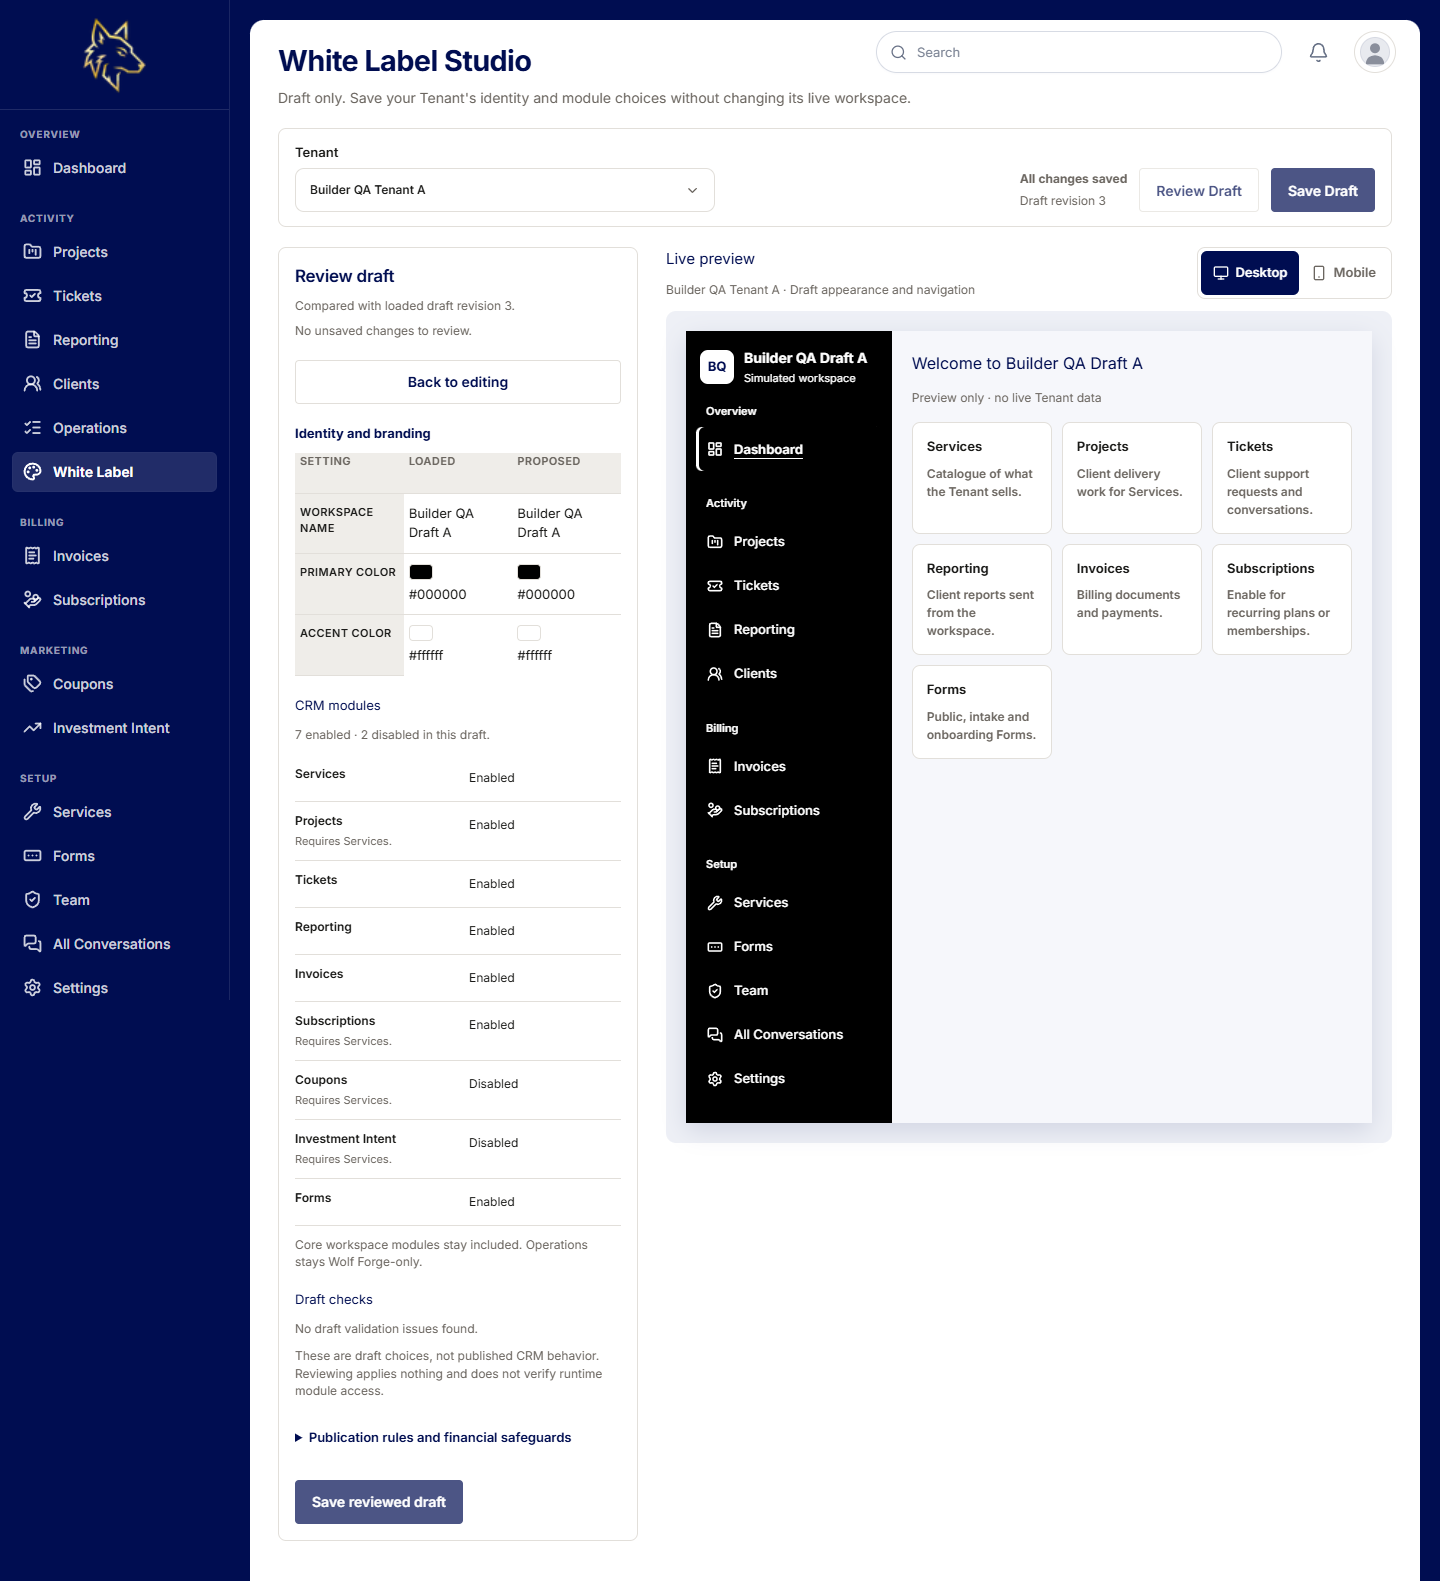 OVERVIEW
Dashboard
ACTIVITY
Projects
Tickets
Reporting
Clients
Operations
White Label
BILLING
Invoices
Subscriptions
MARKETING
Coupons
Investment Intent
SETUP
Services
Forms
Team
All Conversations
Settings
White Label Studio
Search
Draft only. Save your Tenant's identity and module choices without changing its live workspace.
Tenant
Builder QA Tenant A
All changes saved
Draft revision 3
Review Draft
Save Draft
Review draft
Compared with loaded draft revision 3.
No unsaved changes to review.
Back to editing
Identity and branding
SETTING LOADED PROPOSED
WORKSPACE NAME
Builder QA Draft A
Builder QA Draft A
PRIMARY COLOR
#000000
#000000
ACCENT COLOR
#ffffff
#ffffff
CRM modules
7 enabled · 2 disabled in this draft.
Services Enabled
Projects Enabled
Requires Services.
Tickets Enabled
Reporting Enabled
Invoices Enabled
Subscriptions Enabled
Requires Services.
Coupons Disabled
Requires Services.
Investment Intent Disabled
Requires Services.
Forms Enabled
Core workspace modules stay included. Operations
stays Wolf Forge-only.
Draft checks
No draft validation issues found.
These are draft choices, not published CRM behavior.
Reviewing applies nothing and does not verify runtime
module access.
Publication rules and financial safeguards
Save reviewed draft
Live preview
Builder QA Tenant A · Draft appearance and navigation
Desktop
Mobile
BQ
Builder QA Draft A
Simulated workspace
Overview
Dashboard
Activity
Projects
Tickets
Reporting
Clients
Billing
Invoices
Subscriptions
Setup
Services
Forms
Team
All Conversations
Settings
Welcome to Builder QA Draft A
Preview only · no live Tenant data
Services
Catalogue of what
the Tenant sells.
Projects
Client delivery
work for Services.
Tickets
Client support
requests and
conversations.
Reporting
Client reports sent
from the
workspace.
Invoices
Billing documents
and payments.
Subscriptions
Enable for
recurring plans or
memberships.
Forms
Public, intake and
onboarding Forms.